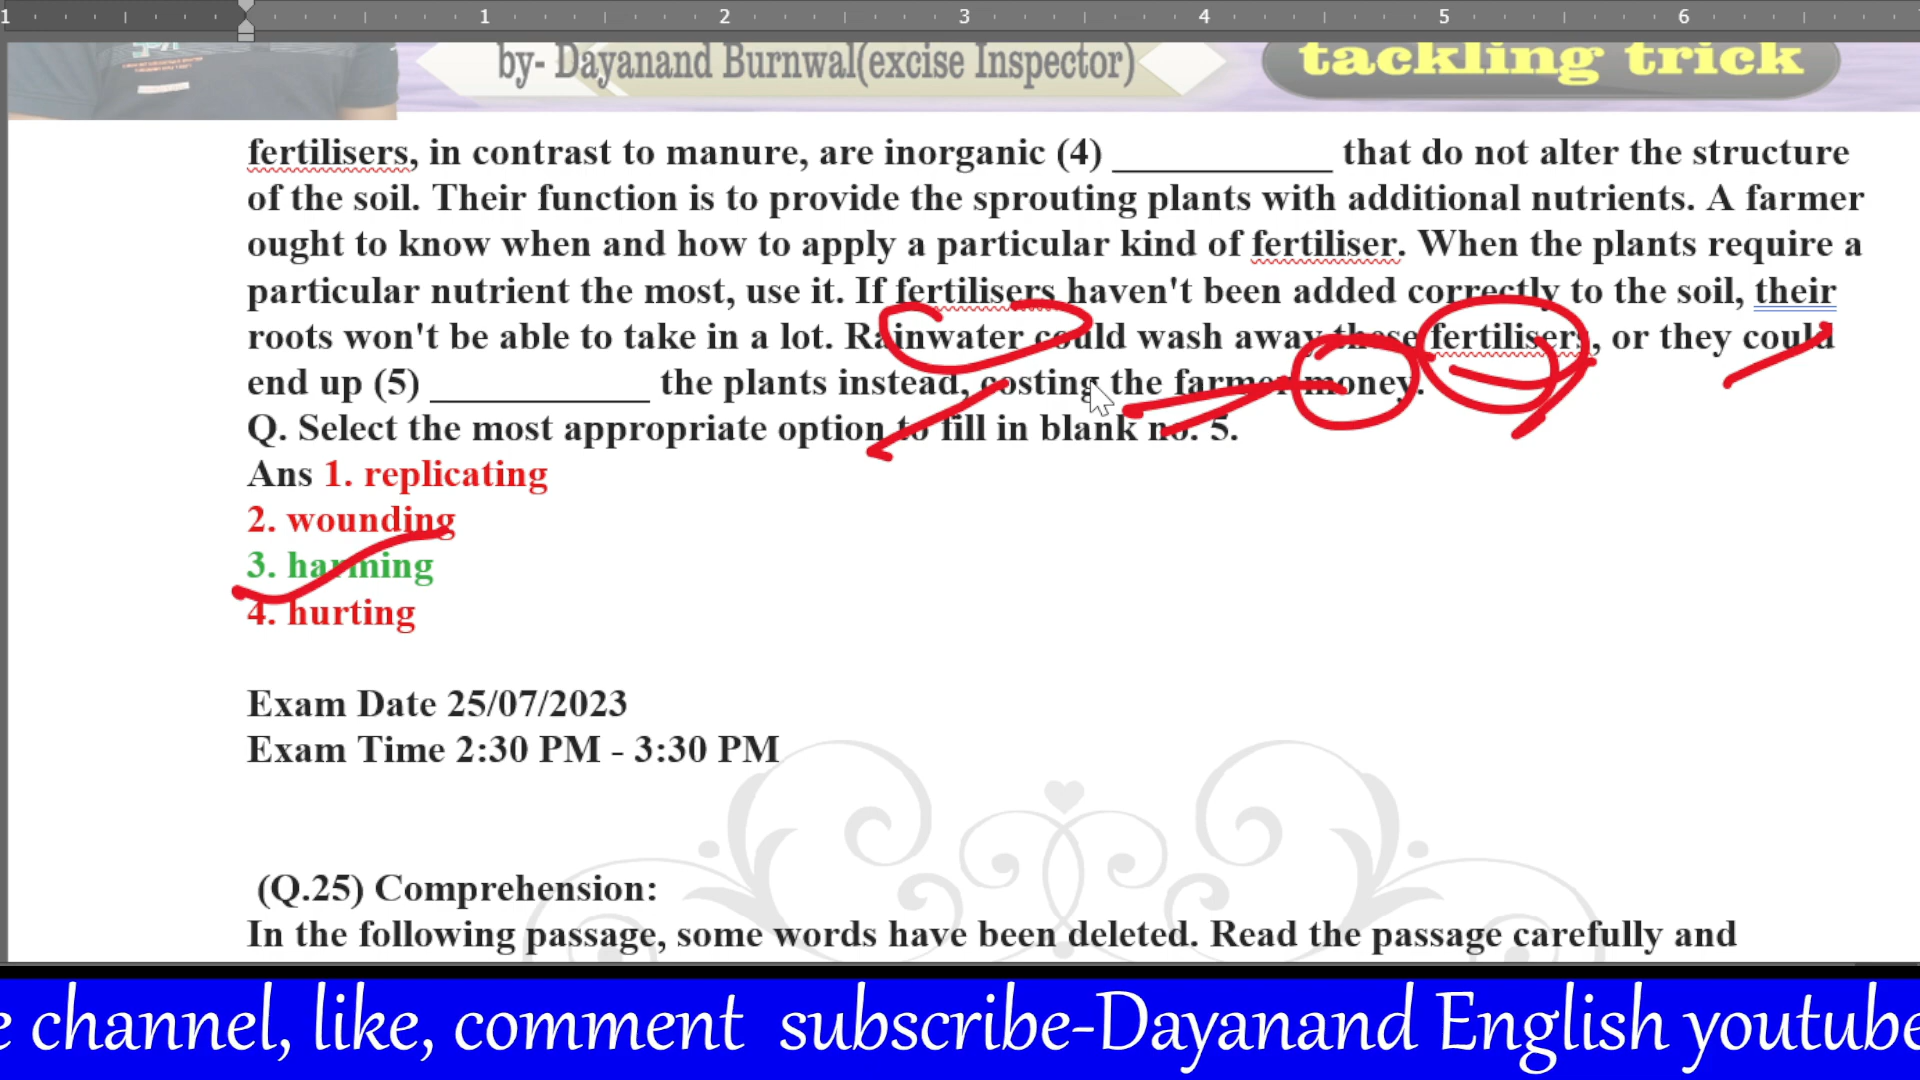 1 1 2 3 4 5 6
by- Dayanand Burnwal(excise Inspector)
tackling trick
fertilisers, in contrast to manure, are inorganic (4) ___________ that do not alter the structure
of the soil. Their function is to provide the sprouting plants with additional nutrients. A farmer
ought to know when and how to apply a particular kind of fertiliser. When the plants require a
particular nutrient the most, use it. If fertilisers haven't been added correctly to the soil, their
roots won't be able to take in a lot. Rainwater could wash away these fertilisers, or they could
end up (5) ___________ the plants instead, costing the farmer money.
Q. Select the most appropriate option to fill in blank no. 5.
Ans 1. replicating
2. wounding
3. harming
4. hurting
Exam Date 25/07/2023
Exam Time 2:30 PM - 3:30 PM
(Q.25) Comprehension:
In the following passage, some words have been deleted. Read the passage carefully and
e channel, like, comment subscribe-Dayanand English youtube